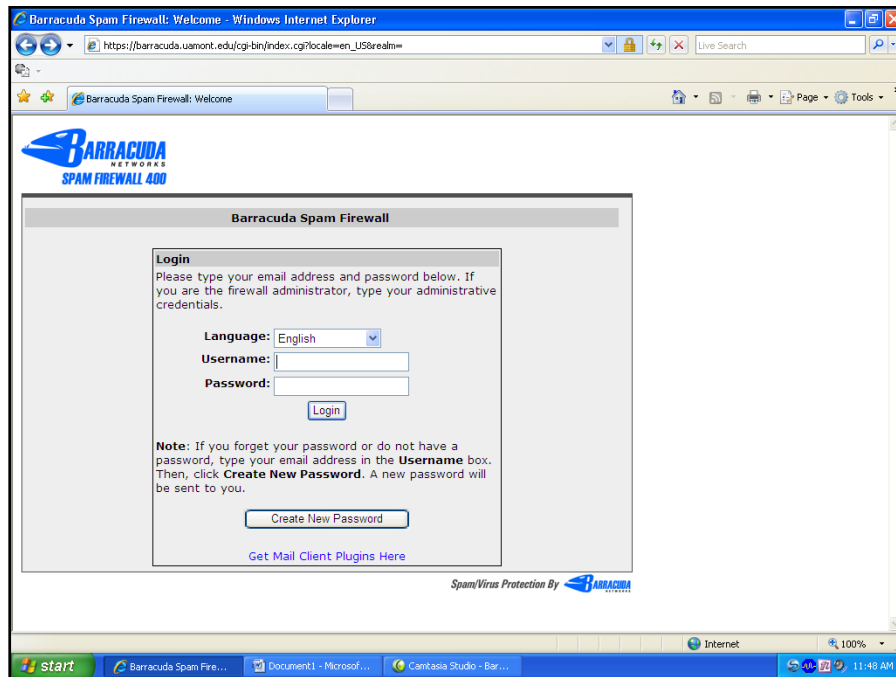 Barracuda Spam Firewall: Welcome - Windows Internet Explorer
https://barracuda.uamont.edu/cgi-bin/index.cgi?locale=en_US&realm=
Live Search
Barracuda Spam Firewall: Welcome
Page
Tools
BARRACUDA
NETWORKS
SPAM FIREWALL 400
Barracuda Spam Firewall
Login
Please type your email address and password below. If
you are the firewall administrator, type your administrative
credentials.
Language: English
Username:
Password:
Login
Note: If you forget your password or do not have a
password, type your email address in the Username box.
Then, click Create New Password. A new password will
be sent to you.
Create New Password
Get Mail Client Plugins Here
Spam/Virus Protection By BARRACUDA
NETWORKS
Internet
100%
start
Barracuda Spam Fire...
Document1 - Microsof...
Camtasia Studio - Bar...
11:48 AM